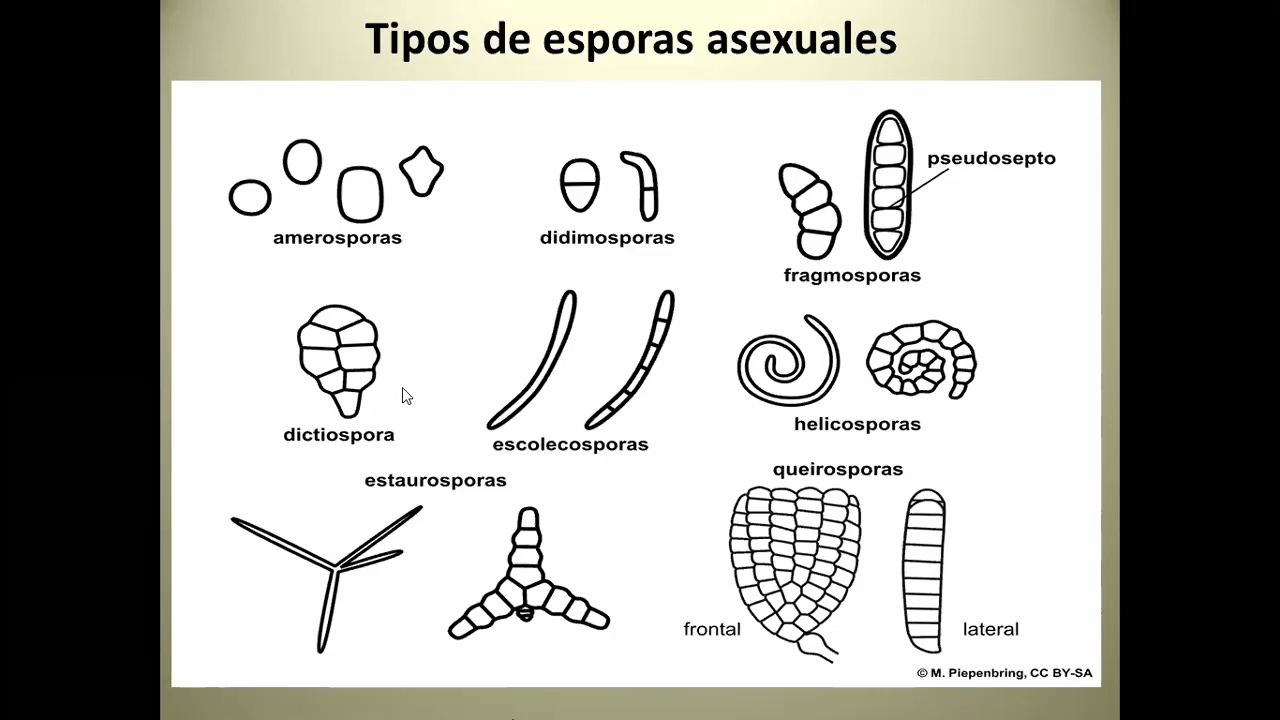 Tipos de esporas asexuales
pseudosepto
amerosporas
didimosporas
fragmosporas
dictiospora
escolecosporas
helicosporas
estaurosporas
queirosporas
frontal
lateral
© M. Piepenbring, CC BY-SA